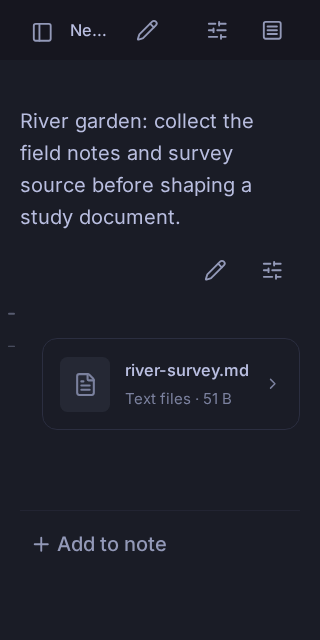 Ne...
River garden: collect the
field notes and survey
source before shaping a
study document.
river-survey.md
Text files · 51 B
Add to note